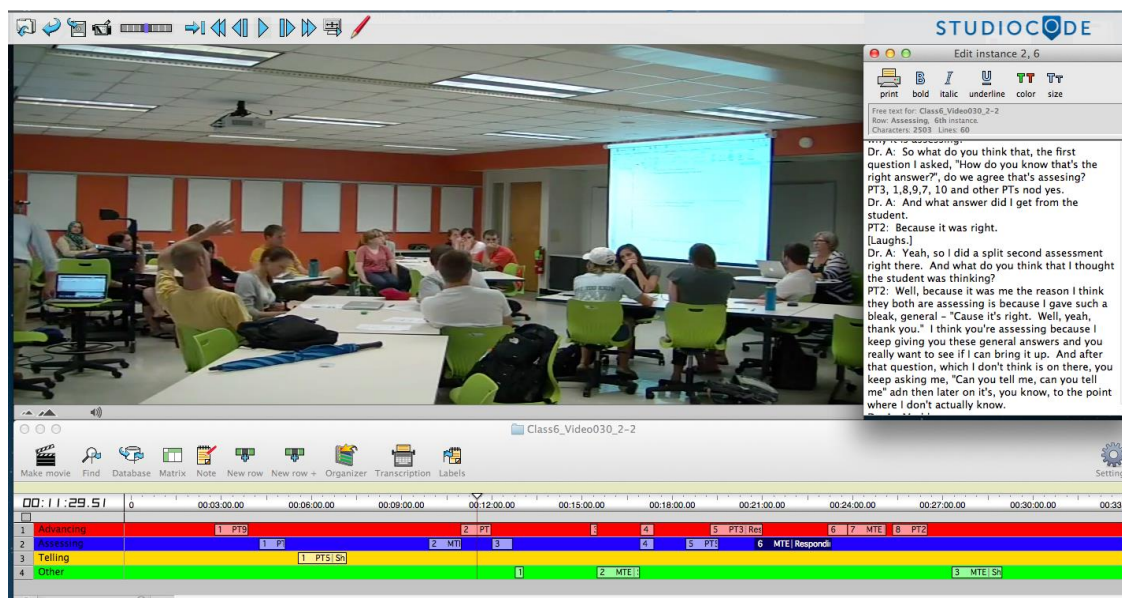 STUDIOCODE
Edit instance 2, 6
print bold italic underline color size
Free text for: Class6_Video030_2-2
Row: Assessing, 6th instance.
Characters: 2503 Lines: 60
why it is assessing?
Dr. A: So what do you think that, the first
question I asked, "How do you know that's the
right answer?", do we agree that's assesing?
PT3, 1,8,9,7, 10 and other PTs nod yes.
Dr. A: And what answer did I get from the
student.
PT2: Because it was right.
[Laughs.]
Dr. A: Yeah, so I did a split second assessment
right there. And what do you think that I thought
the student was thinking?
PT2: Well, because it was me the reason I think
they both are assessing is because I gave such a
bleak, general - "Cause it's right. Well, yeah,
thank you." I think you're assessing because I
keep giving you these general answers and you
really want to see if I can bring it up. And after
that question, which I don't think is on there, you
keep asking me, "Can you tell me, can you tell
me" adn then later on it's, you know, to the point
where I don't actually know.
Class6_Video030_2-2
Make movie Find Database Matrix Note New row New row + Organizer Transcription Labels Setting
00:11:29.51 0 00:03:00.00 00:06:00.00 00:09:00.00 00:12:00.00 00:15:00.00 00:18:00.00 00:21:00.00 00:24:00.00 00:27:00.00 00:30:00.00 00:33
1 Advancing 1 PT9 2 PT 4 5 PT3|Res 6 7 MTE 8 PT2
2 Assessing 1 PT 2 MTI 3 4 5 PTS 6 MTE|Respondi
3 Telling 1 PTS|Sh
4 Other 1 2 MTE 3 MTE|Sh